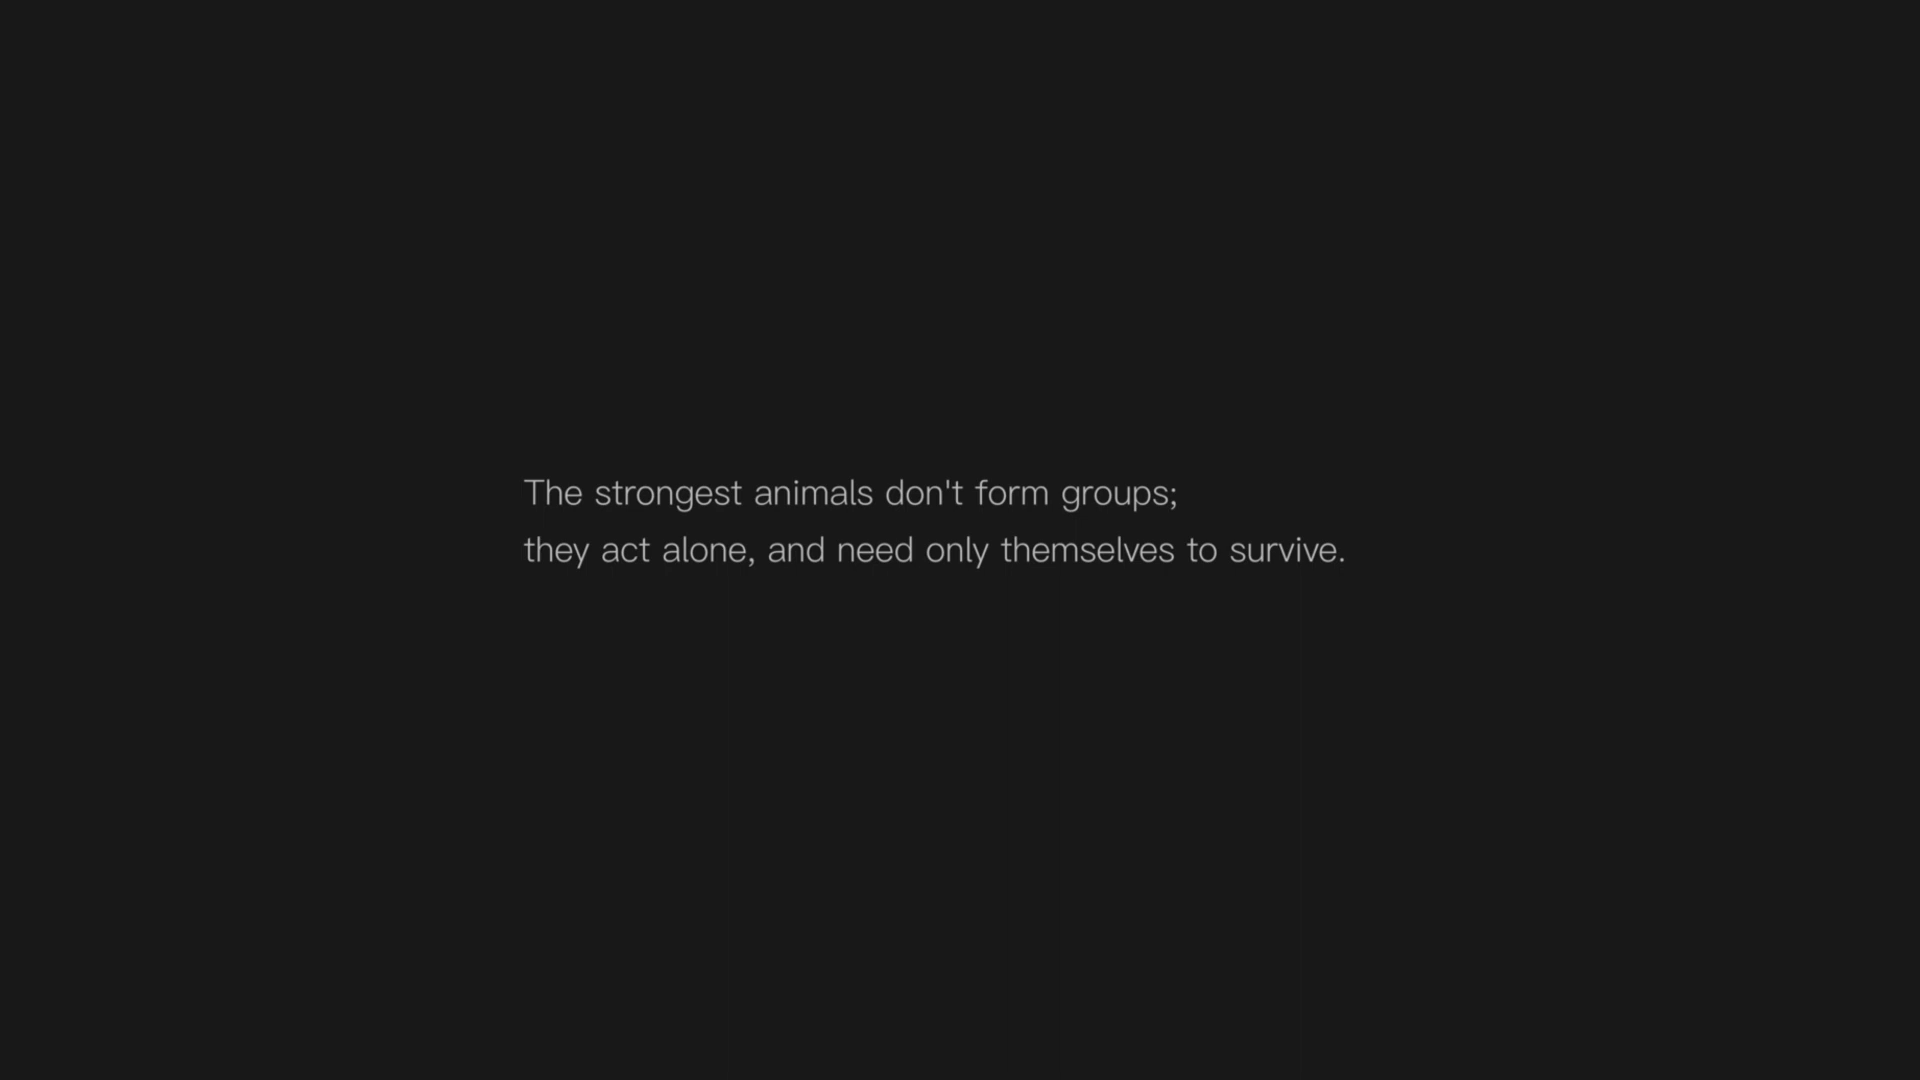 The strongest animals don't form groups;
they act alone, and need only themselves to survive.